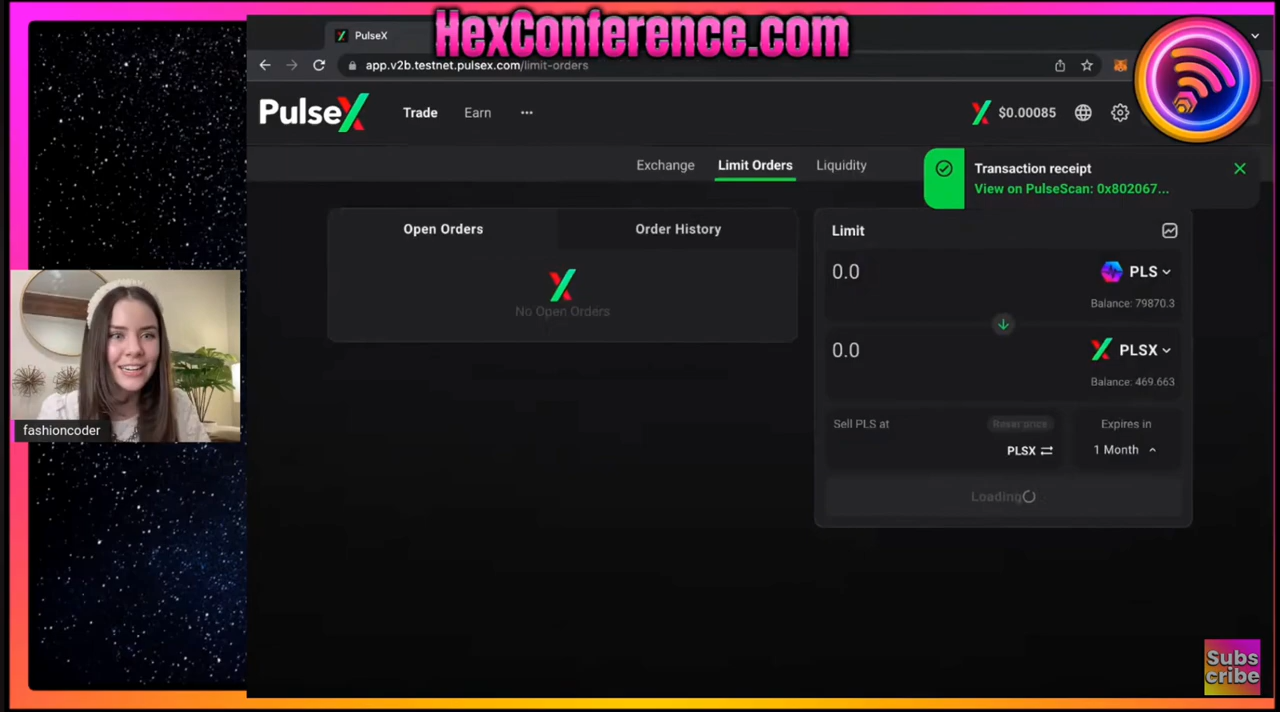 HexConference.com
PulseX
app.v2b.testnet.pulsex.com/limit-orders
PulseX
Trade
Earn
$0.00085
Exchange
Limit Orders
Liquidity
Transaction receipt
View on PulseScan: 0x802067...
Open Orders
Order History
No Open Orders
Limit
0.0
PLS
Balance: 79870.3
0.0
PLSX
Balance: 469.663
Sell PLS at
Reset price
PLSX
Expires in
1 Month
Loading
fashioncoder
Subs
cribe